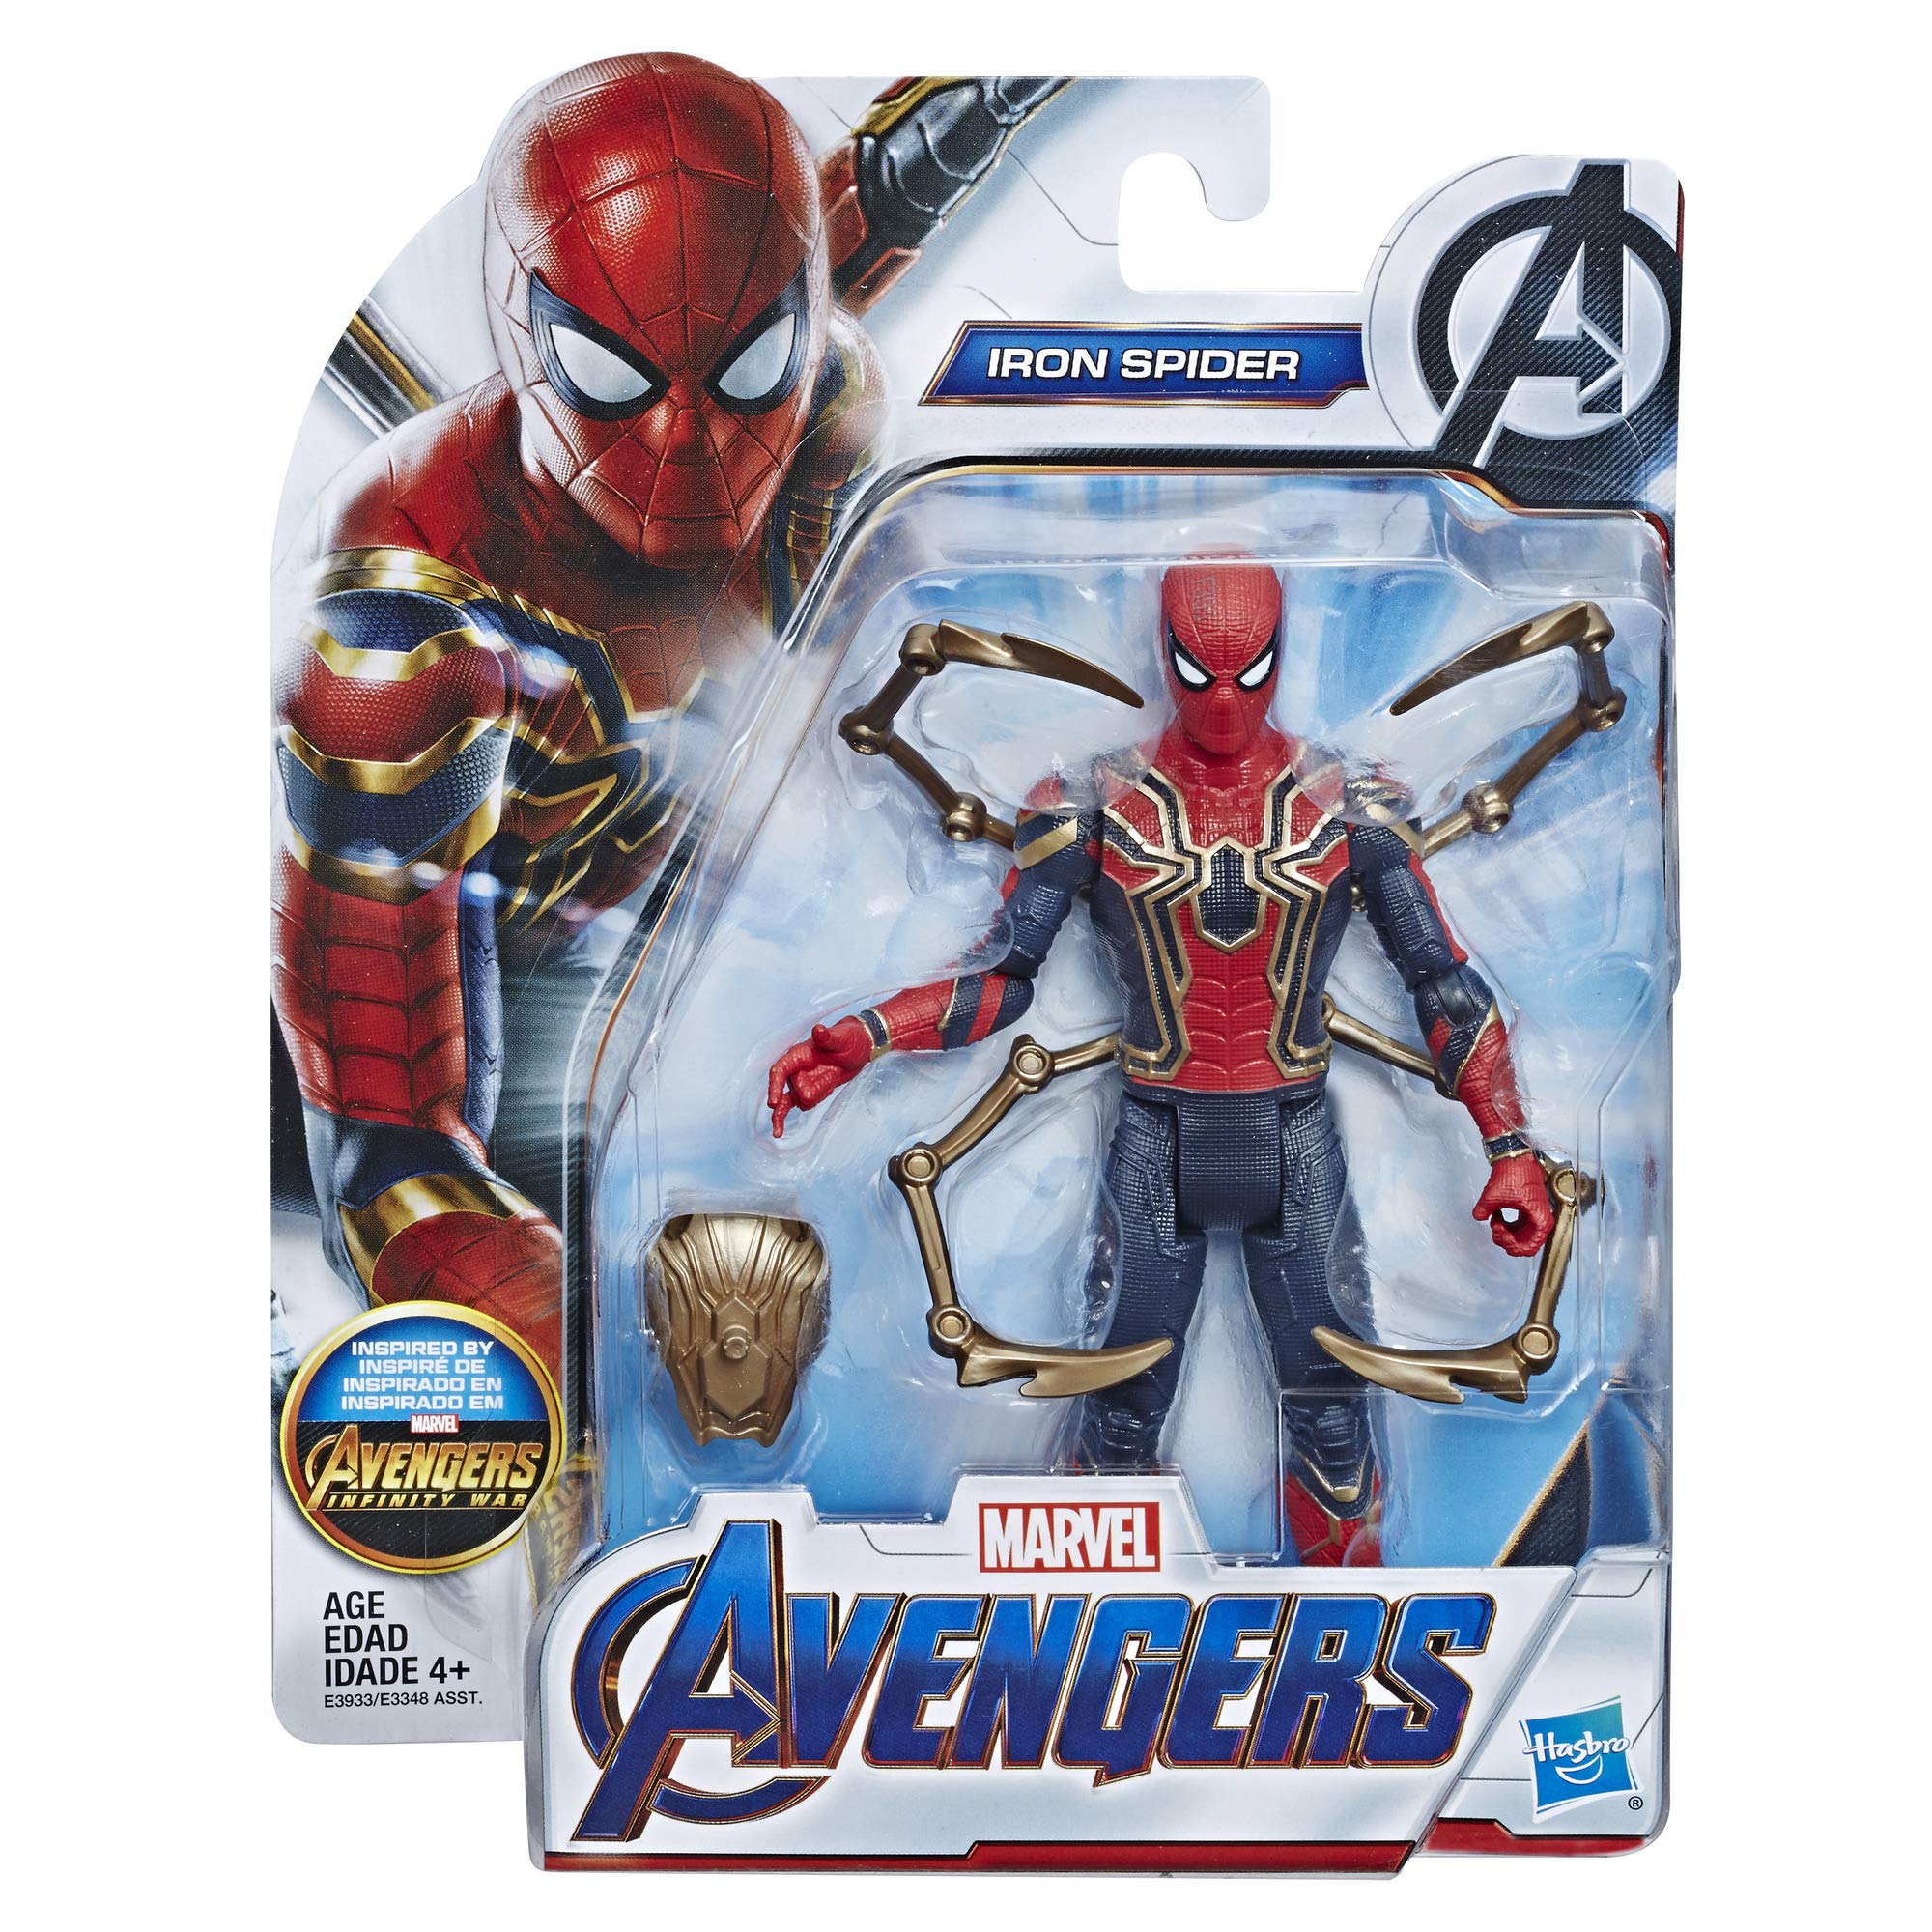 IRON SPIDER
INSPIRED BY
INSPIRÉ DE
INSPIRADO EN
INSPIRADO EM
MARVEL
AVENGERS
INFINITY WAR
AGE
EDAD
IDADE 4+
E3933/E3348 ASST.
MARVEL
AVENGERS
Hasbro
®